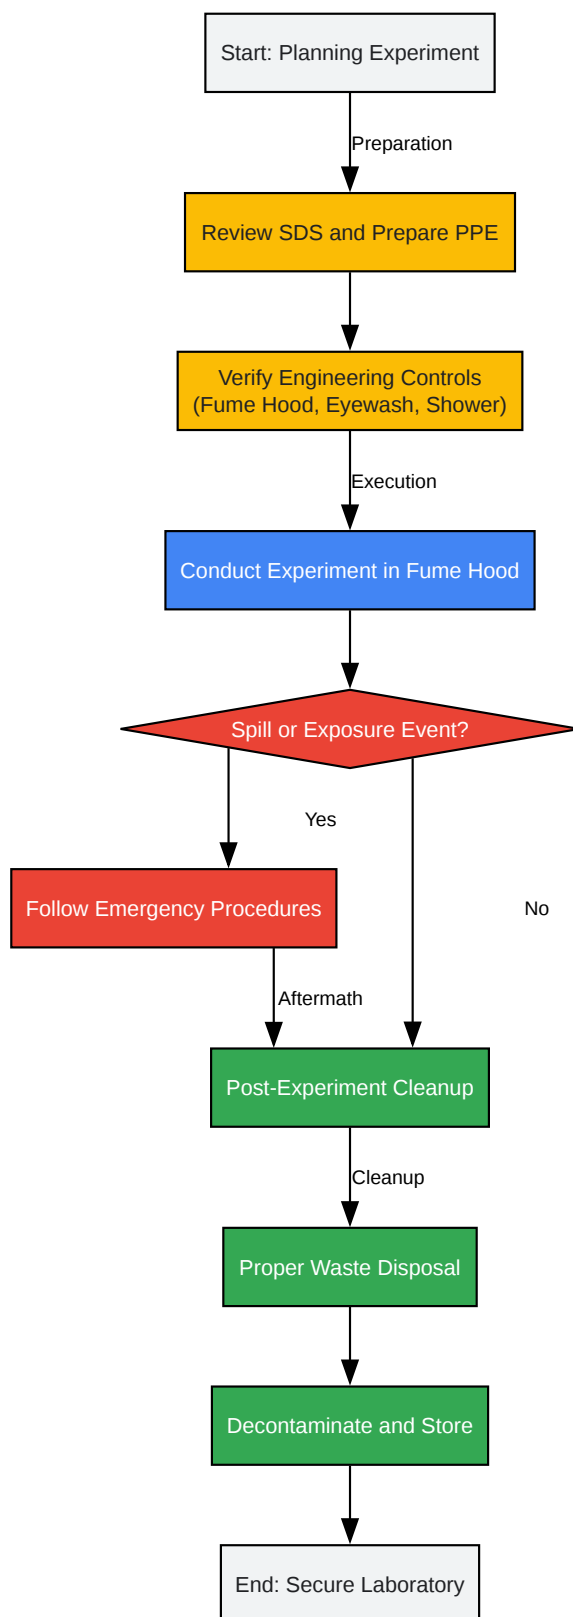 Start: Planning Experiment
Preparation
Review SDS and Prepare PPE
Verify Engineering Controls
(Fume Hood, Eyewash, Shower)
Execution
Conduct Experiment in Fume Hood
Spill or Exposure Event?
Yes
Follow Emergency Procedures
No
Aftermath
Post-Experiment Cleanup
Cleanup
Proper Waste Disposal
Decontaminate and Store
End: Secure Laboratory